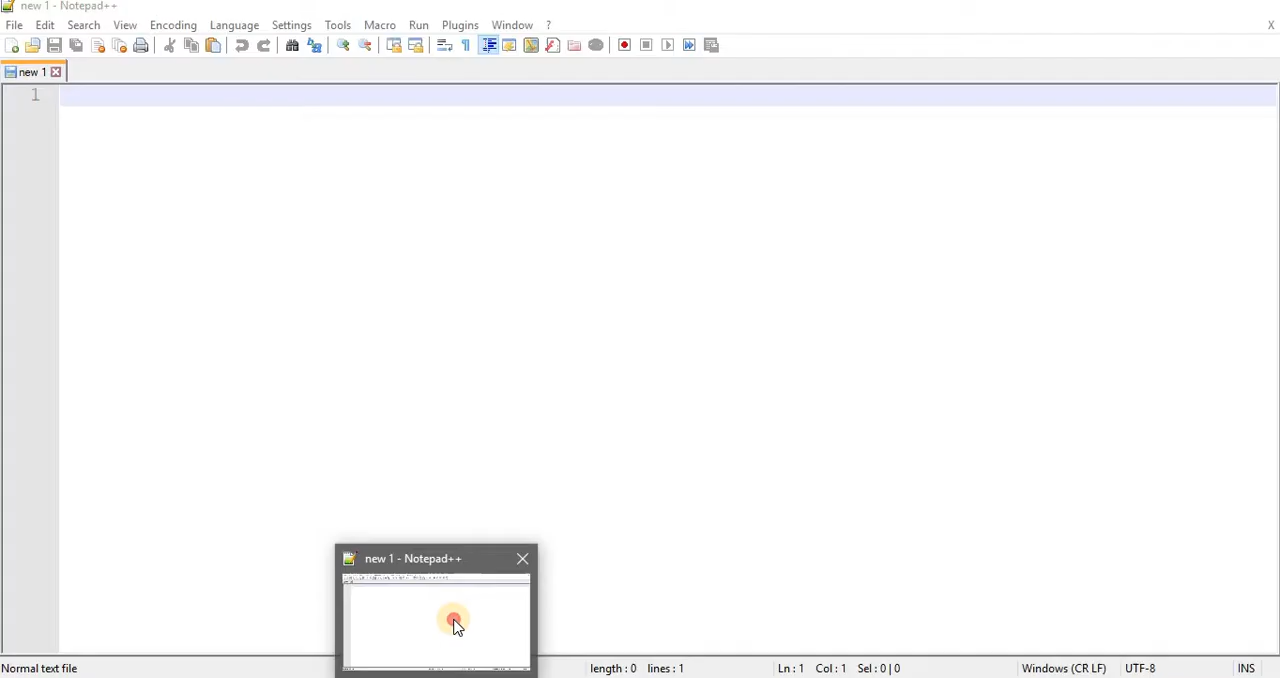 new 1 - Notepad++
File Edit Search View Encoding Language Settings Tools Macro Run Plugins Window ? X
new 1
1
new 1 - Notepad++
Normal text file length : 0 lines : 1 Ln : 1 Col : 1 Sel : 0 | 0 Windows (CR LF) UTF-8 INS